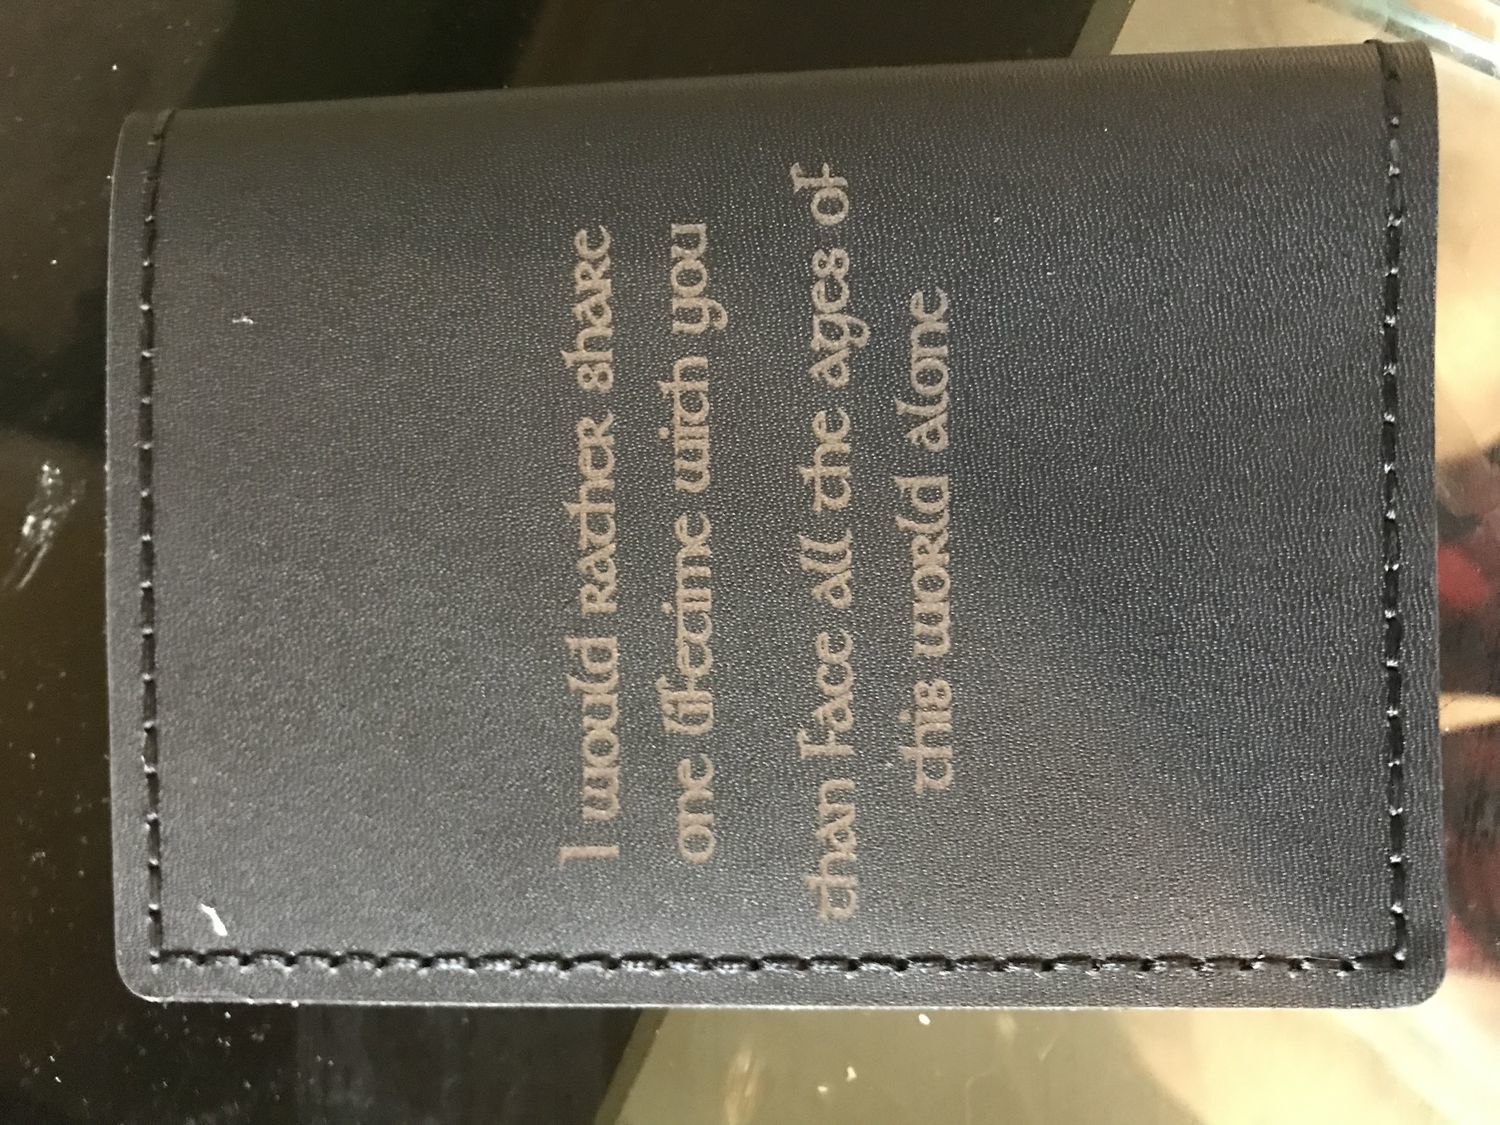 I would rather share
one lifetime with you
than face all the ages of
this world alone